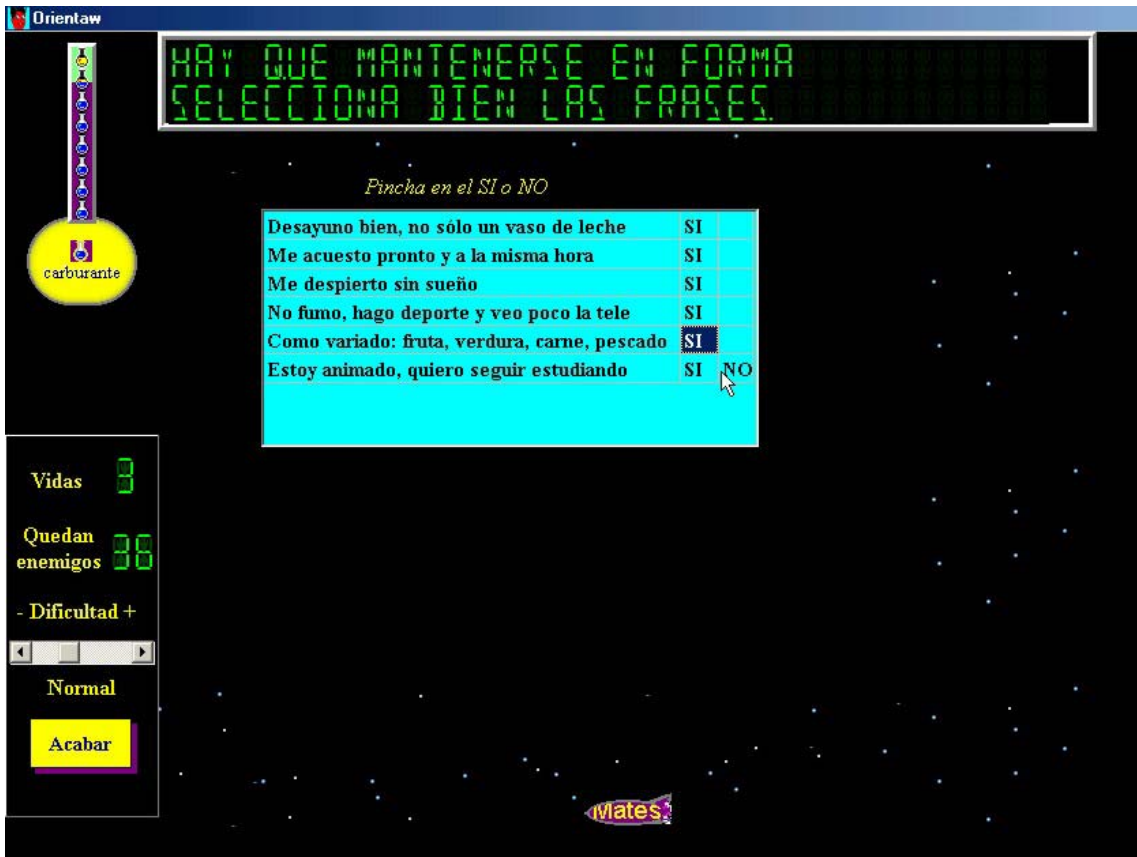 Orientaw
HAY QUE MANTENERSE EN FORMA
SELECCIONA BIEN LAS FRASES.
Pincha en el SI o NO
Desayuno bien, no sólo un vaso de leche SI
Me acuesto pronto y a la misma hora SI
Me despierto sin sueño SI
No fumo, hago deporte y veo poco la tele SI
Como variado: fruta, verdura, carne, pescado SI
Estoy animado, quiero seguir estudiando SI NO
carburante
Vidas 3
Quedan
enemigos 36
- Dificultad +
Normal
Acabar
Mates